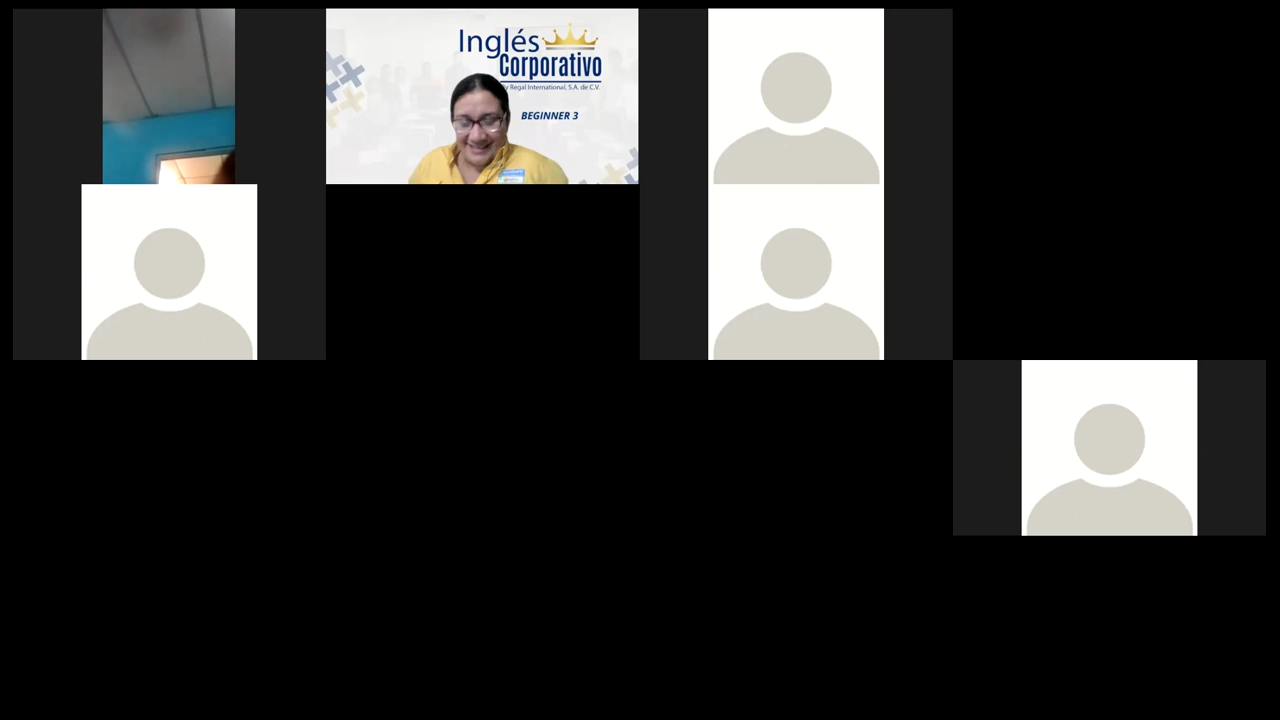 Inglés
Corporativo
y Regal International, S.A. de C.V.
BEGINNER 3